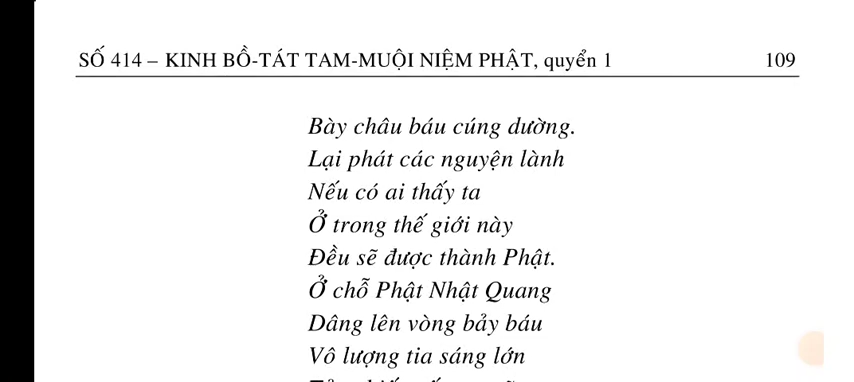 SỐ 414 – KINH BỒ-TÁT TAM-MUỘI NIỆM PHẬT, quyển 1 109
Bày châu báu cúng dường.
Lại phát các nguyện lành
Nếu có ai thấy ta
Ở trong thế giới này
Đều sẽ được thành Phật.
Ở chỗ Phật Nhật Quang
Dâng lên vòng bảy báu
Vô lượng tia sáng lớn